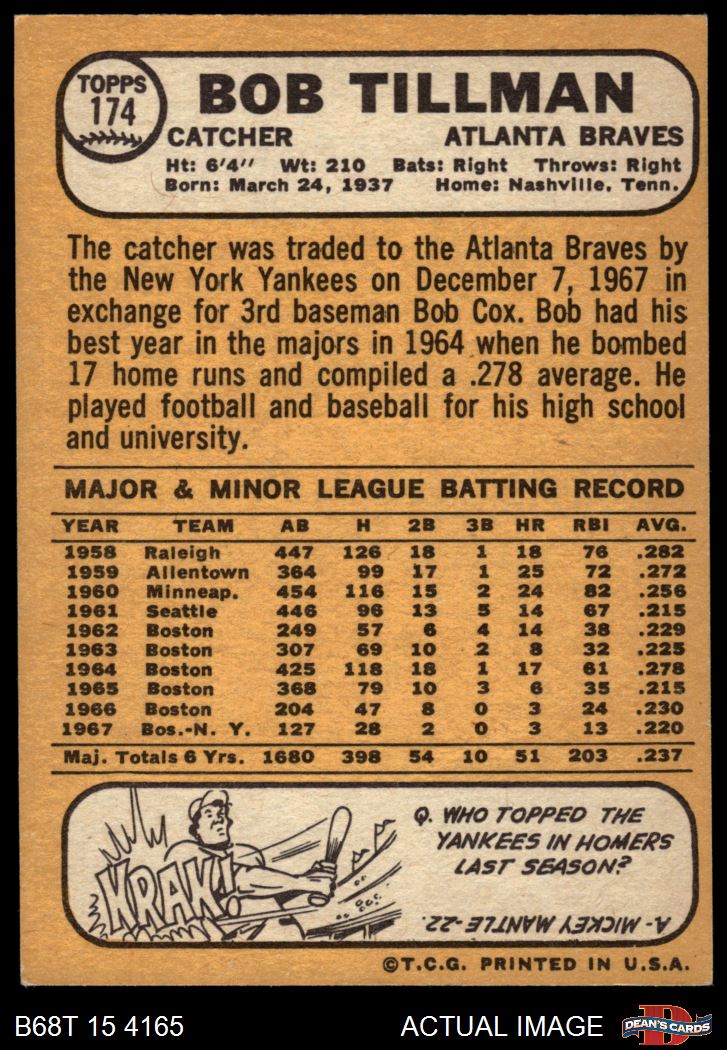 TOPPS
174
BOB TILLMAN
CATCHER ATLANTA BRAVES
Ht: 6'4" Wt: 210 Bats: Right Throws: Right
Born: March 24, 1937 Home: Nashville, Tenn.
The catcher was traded to the Atlanta Braves by
the New York Yankees on December 7, 1967 in
exchange for 3rd baseman Bob Cox. Bob had his
best year in the majors in 1964 when he bombed
17 home runs and compiled a .278 average. He
played football and baseball for his high school
and university.
MAJOR & MINOR LEAGUE BATTING RECORD
YEAR TEAM AB H 2B 3B HR RBI AVG.
1958 Raleigh 447 126 18 1 18 76 .282
1959 Allentown 364 99 17 1 25 72 .272
1960 Minneap. 454 116 15 2 24 82 .256
1961 Seattle 446 96 13 5 14 67 .215
1962 Boston 249 57 6 4 14 38 .229
1963 Boston 307 69 10 2 8 32 .225
1964 Boston 425 118 18 1 17 61 .278
1965 Boston 368 79 10 3 6 35 .215
1966 Boston 204 47 8 0 3 24 .230
1967 Bos.-N. Y. 127 28 2 0 3 13 .220
Maj. Totals 6 Yrs. 1680 398 54 10 51 203 .237
KRAK!
Q. WHO TOPPED THE
YANKEES IN HOMERS
LAST SEASON?
A- MICKEY MANTLE-22.
©T.C.G. PRINTED IN U.S.A.
B68T 15 4165 ACTUAL IMAGE
D
DEAN'S CARDS